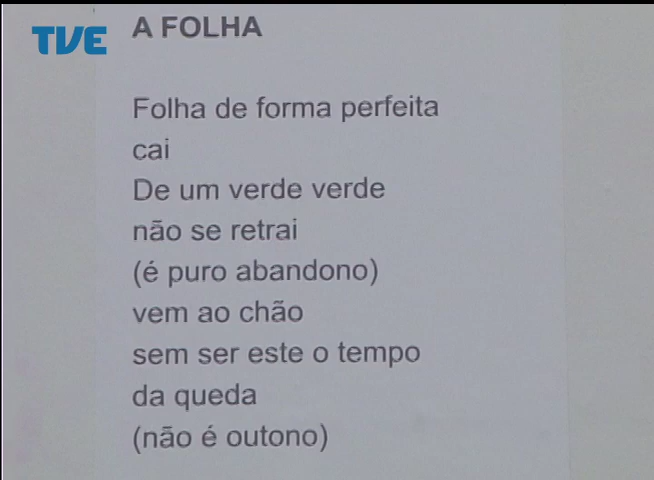 TVE
A FOLHA
Folha de forma perfeita
cai
De um verde verde
não se retrai
(é puro abandono)
vem ao chão
sem ser este o tempo
da queda
(não é outono)